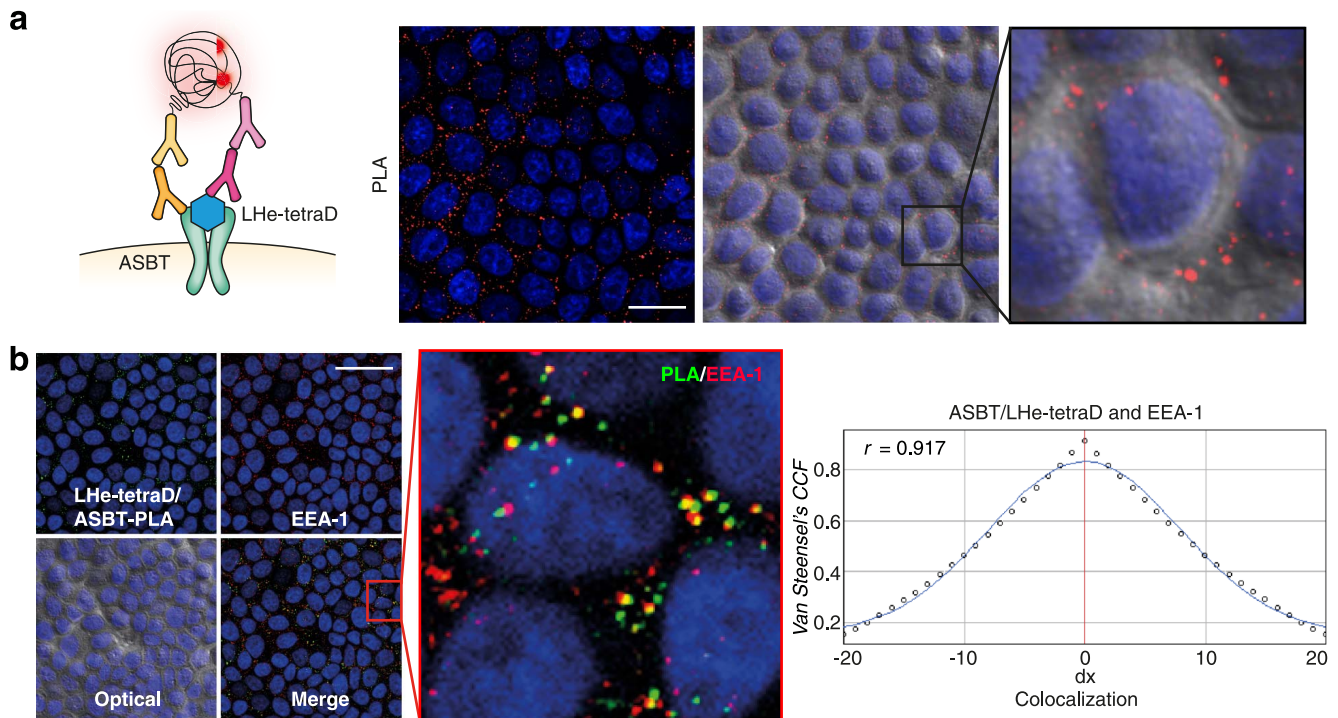 a
LHe-tetraD
ASBT
PLA
b
LHe-tetraD/
ASBT-PLA
EEA-1
Optical
Merge
PLA/EEA-1
ASBT/LHe-tetraD and EEA-1
r = 0.917
Van Steensel's CCF
0.8
0.6
0.4
0.2
-20
-10
0
10
20
dx
Colocalization